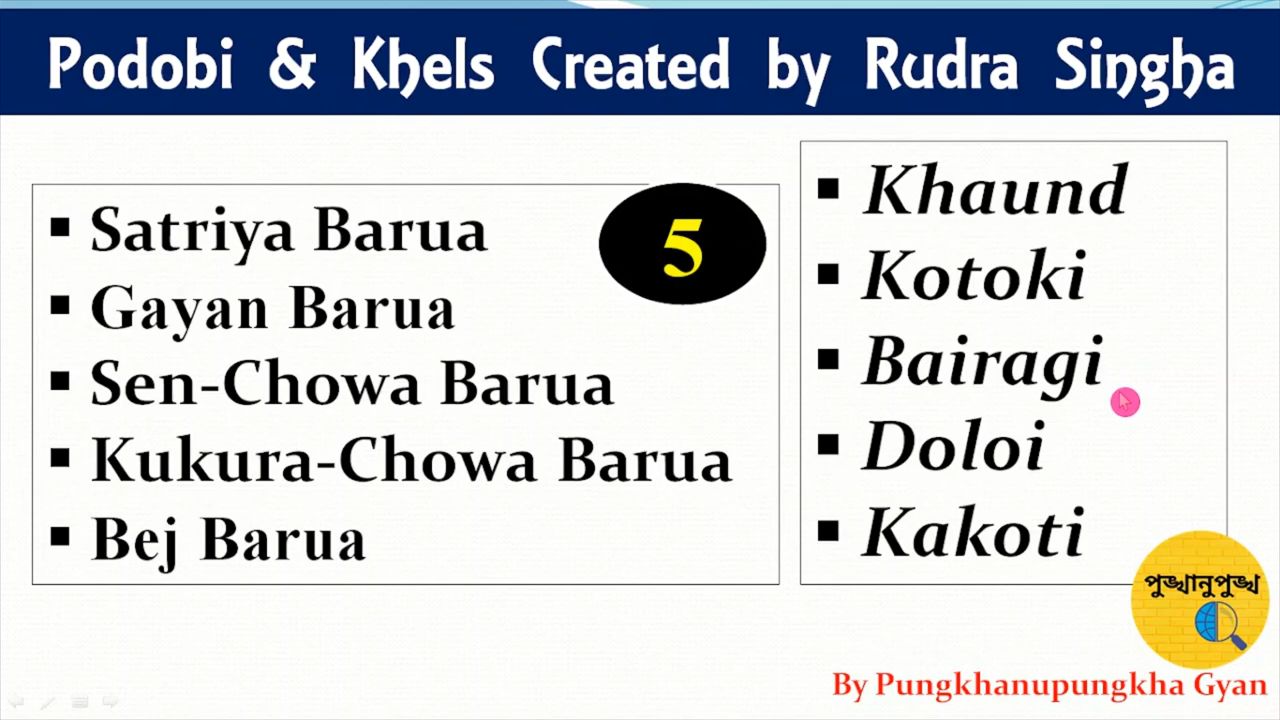 Podobi & Khels Created by Rudra Singha
Satriya Barua
Gayan Barua
Sen-Chowa Barua
Kukura-Chowa Barua
Bej Barua
5
Khaund
Kotoki
Bairagi
Doloi
Kakoti
পুঙ্খানুপুঙ্খ
By Pungkhanupungkha Gyan